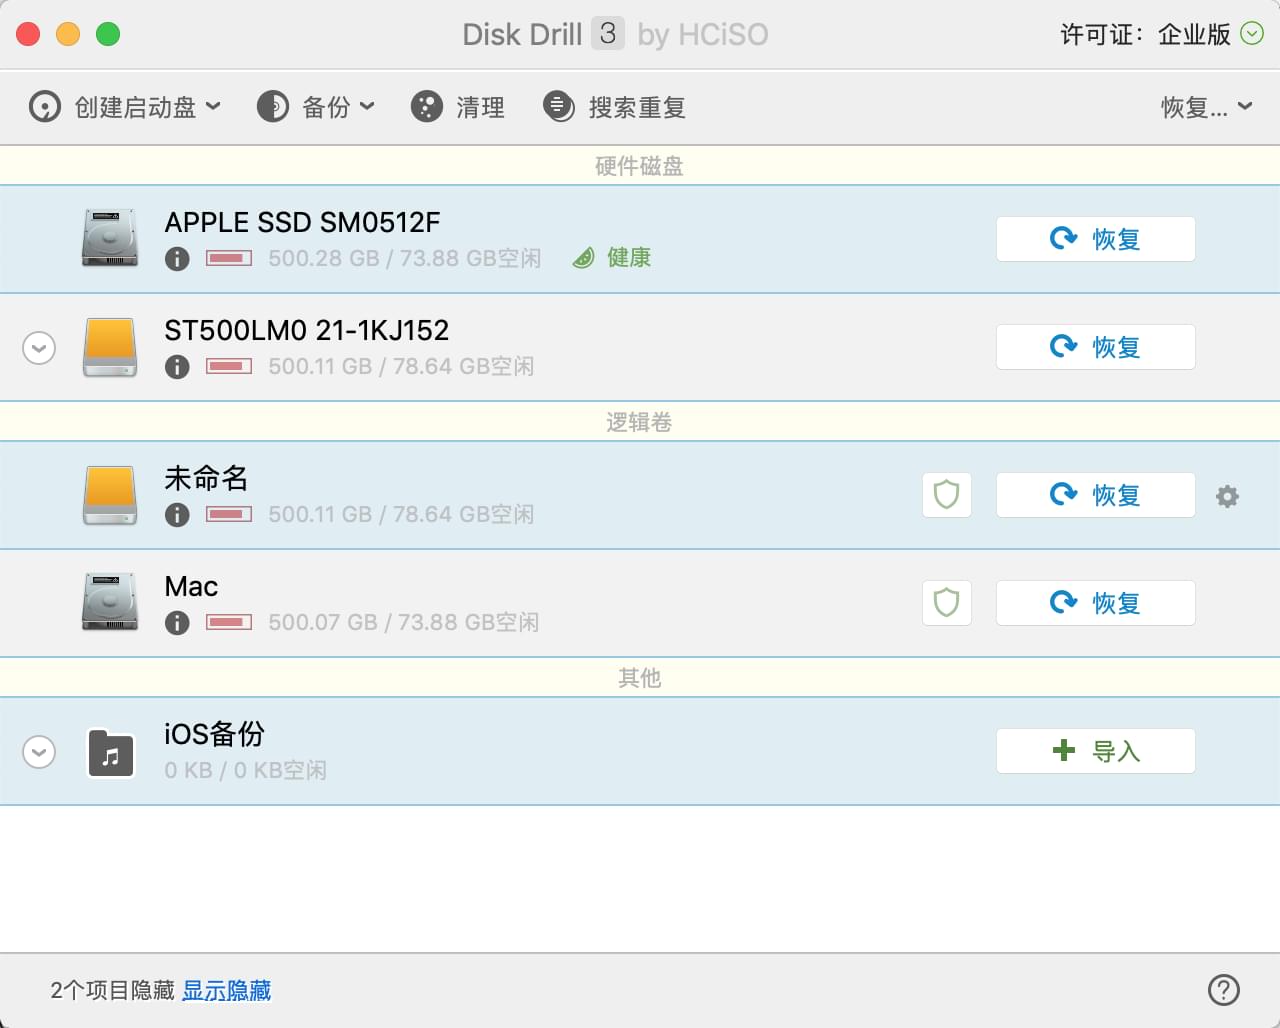 Disk Drill 3 by HCiSO
许可证：企业版
创建启动盘 备份 清理 搜索重复 恢复...
硬件磁盘
APPLE SSD SM0512F
500.28 GB / 73.88 GB空闲 健康
恢复
ST500LM0 21-1KJ152
500.11 GB / 78.64 GB空闲
恢复
逻辑卷
未命名
500.11 GB / 78.64 GB空闲
恢复
Mac
500.07 GB / 73.88 GB空闲
恢复
其他
iOS备份
0 KB / 0 KB空闲
导入
2个项目隐藏 显示隐藏